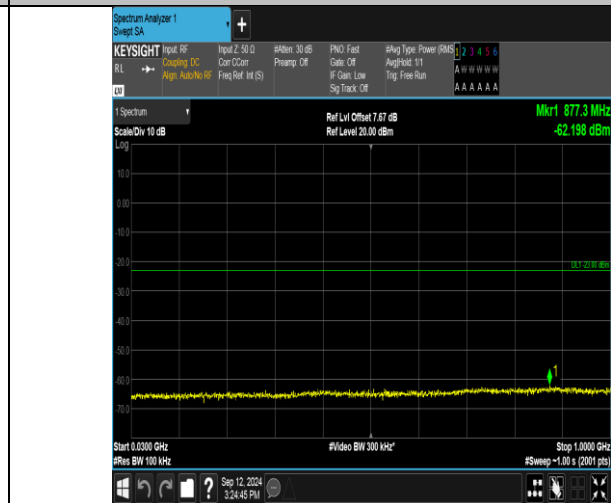 Spectrum Analyzer 1
Swept SA
+
KEYSIGHT Input: RF Input Z: 50 Ω #Atten: 30 dB PNO: Fast #Avg Type: Power (RMS 1 2 3 4 5 6
RL Coupling: DC Corr CCorr Preamp: Off Gate: Off Avg|Hold: 1/1 A W W W W W
Align: Auto/No RF Freq Ref: Int (S) IF Gain: Low Trig: Free Run
Sig Track: Off A A A A A A
LXI
1 Spectrum Ref Lvl Offset 7.67 dB Mkr1 877.3 MHz
Scale/Div 10 dB Ref Level 20.00 dBm -62.198 dBm
Log
10.0
0.00
-10.0
-20.0
DL1 -23.00 dBm
-30.0
-40.0
-50.0
1
-60.0
-70.0
Start 0.0300 GHz #Video BW 300 kHz* Stop 1.0000 GHz
#Res BW 100 kHz #Sweep ~1.00 s (2001 pts)
? Sep 12, 2024
3:24:45 PM